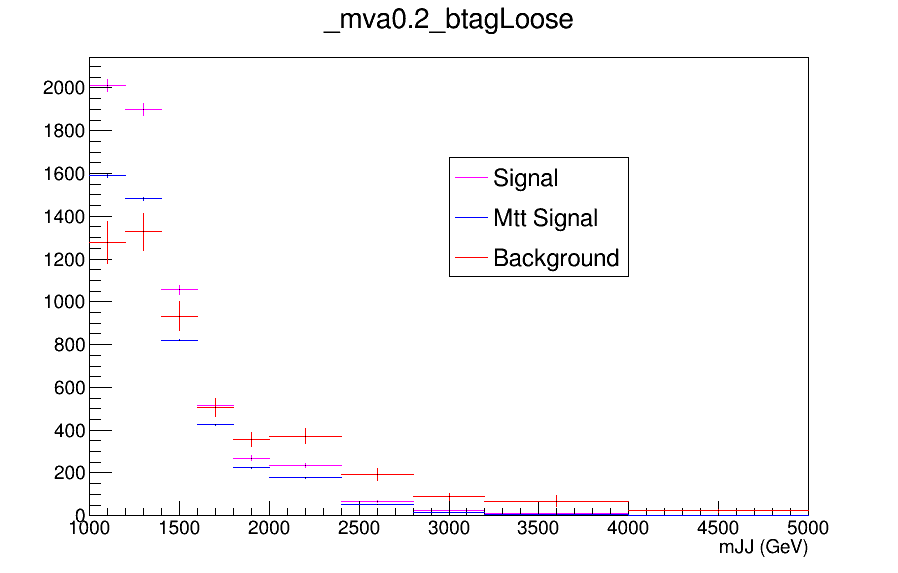 _mva0.2_btagLoose
2000
1800
1600
1400
1200
1000
800
600
400
200
0
Signal
Mtt Signal
Background
1000 1500 2000 2500 3000 3500 4000 4500 5000
mJJ (GeV)